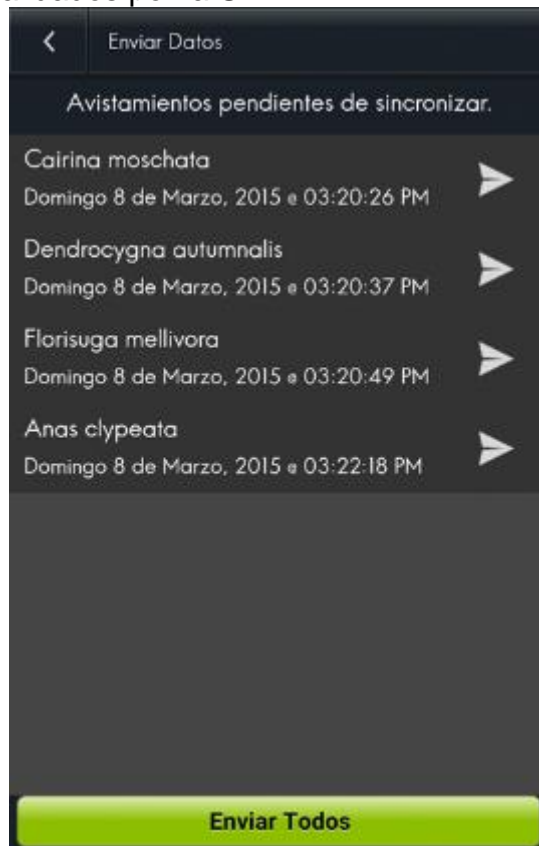 Enviar Datos
Avistamientos pendientes de sincronizar.
Cairina moschata
Domingo 8 de Marzo, 2015 @ 03:20:26 PM
Dendrocygna autumnalis
Domingo 8 de Marzo, 2015 @ 03:20:37 PM
Florisuga mellivora
Domingo 8 de Marzo, 2015 @ 03:20:49 PM
Anas clypeata
Domingo 8 de Marzo, 2015 @ 03:22:18 PM
Enviar Todos